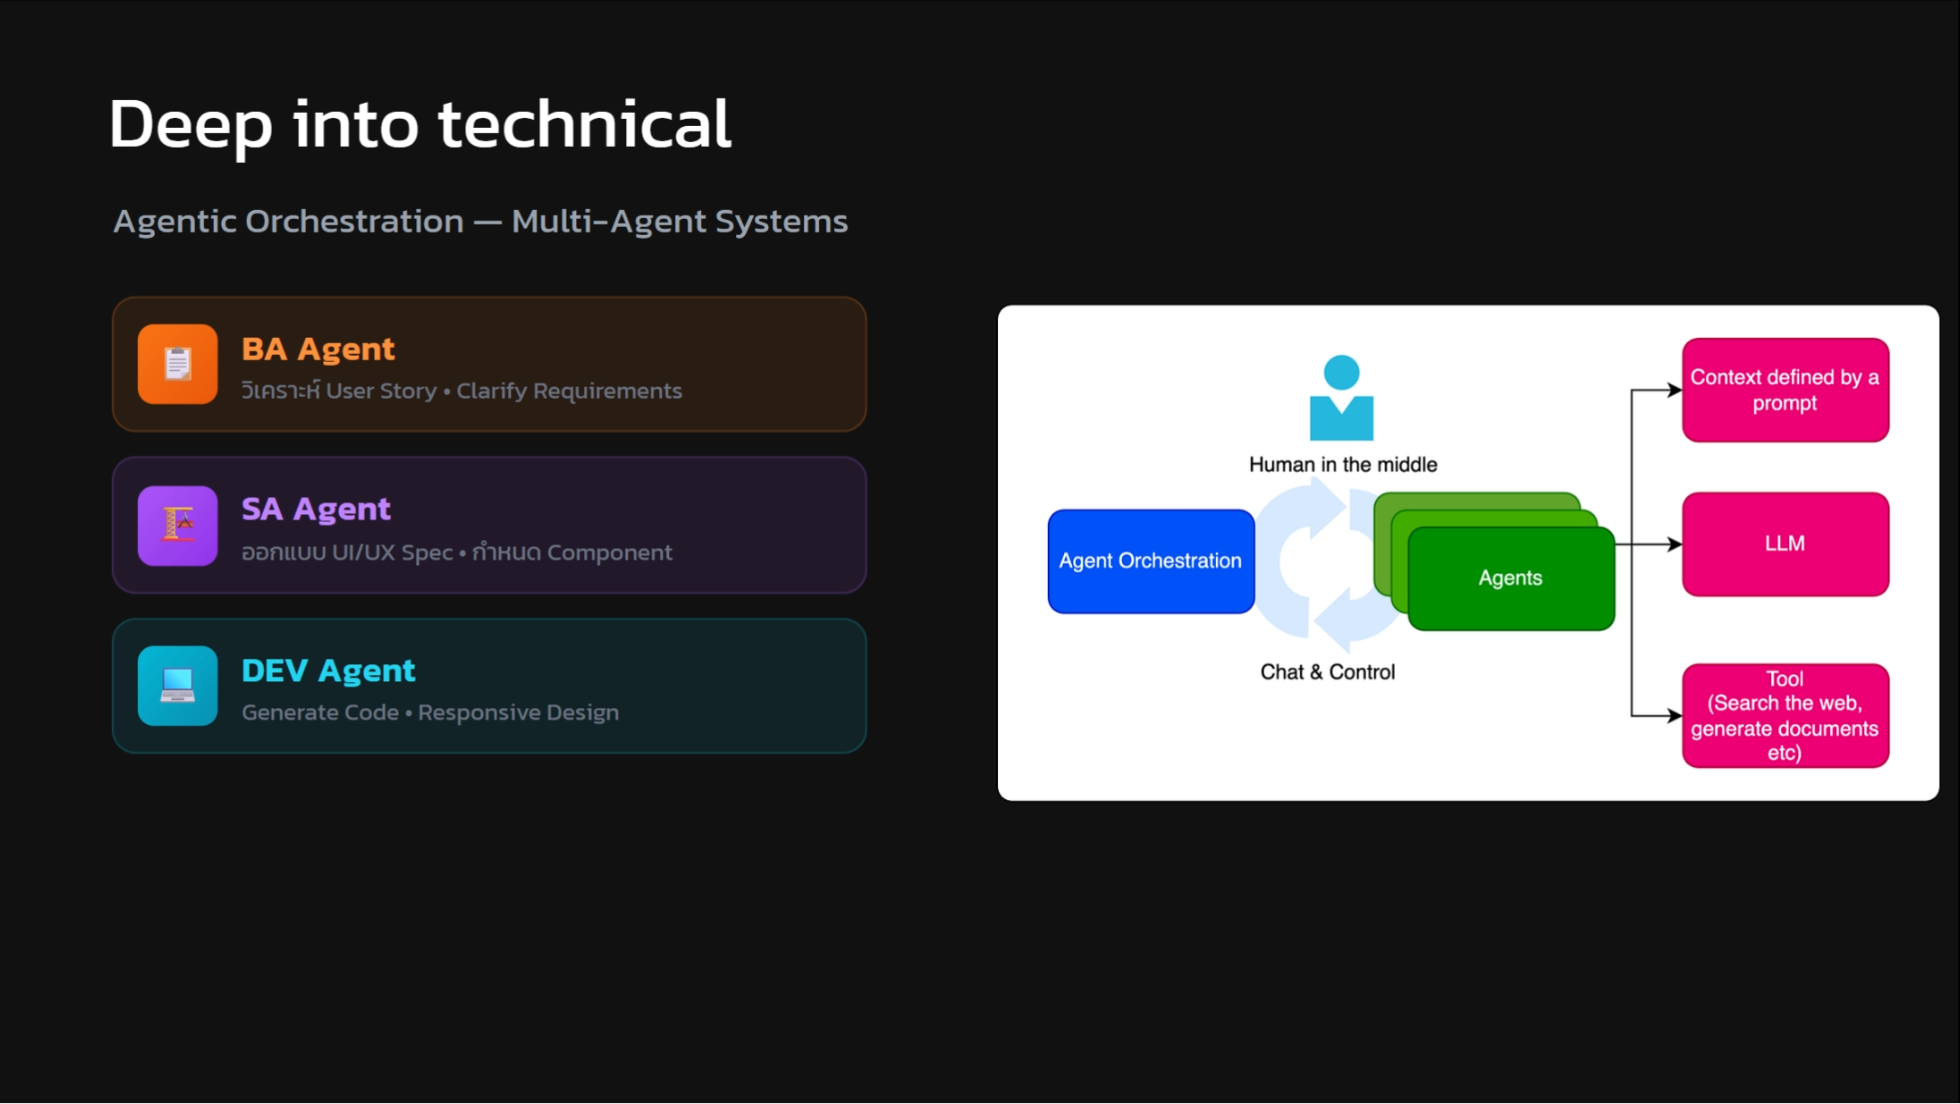 Deep into technical
Agentic Orchestration — Multi-Agent Systems
BA Agent
วิเคราะห์ User Story • Clarify Requirements
SA Agent
ออกแบบ UI/UX Spec • กำหนด Component
DEV Agent
Generate Code • Responsive Design
Human in the middle
Agent Orchestration
Agents
Chat & Control
Context defined by a
prompt
LLM
Tool
(Search the web,
generate documents
etc)